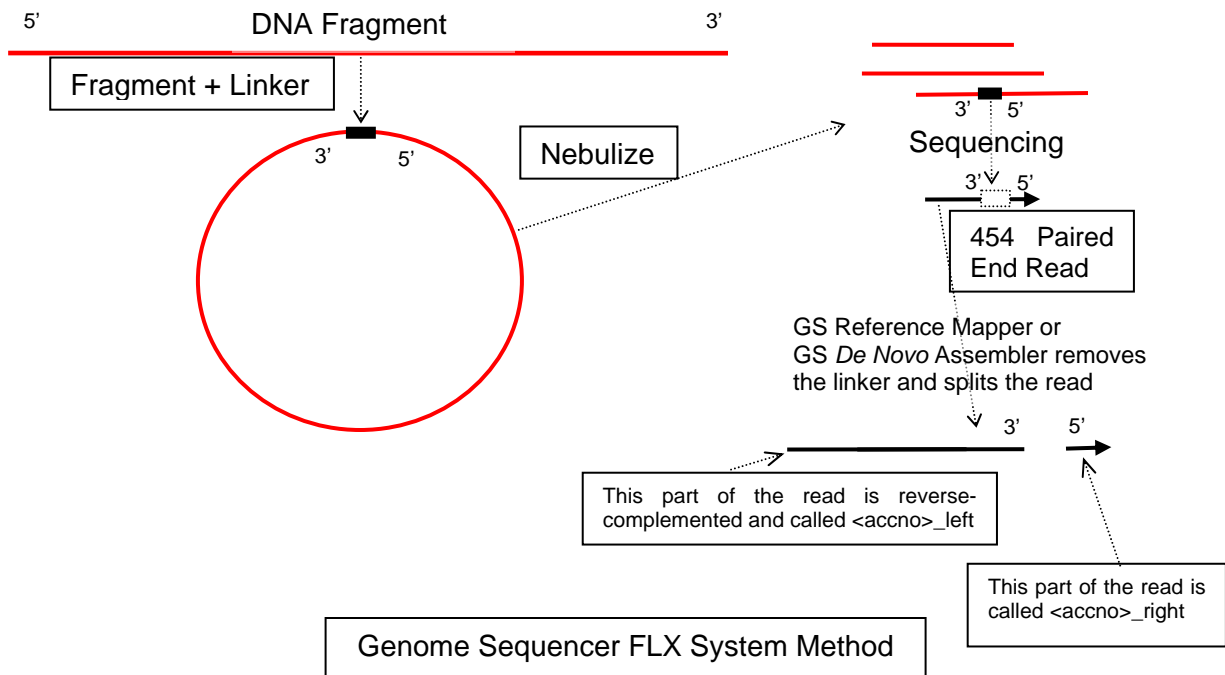 5’
DNA Fragment
3’
Fragment + Linker
3’
5’
Nebulize
3’
5’
Sequencing
3’
5’
454 Paired
End Read
GS Reference Mapper or
GS De Novo Assembler removes
the linker and splits the read
3’
5’
This part of the read is reverse-
complemented and called <accno>_left
This part of the read is
called <accno>_right
Genome Sequencer FLX System Method